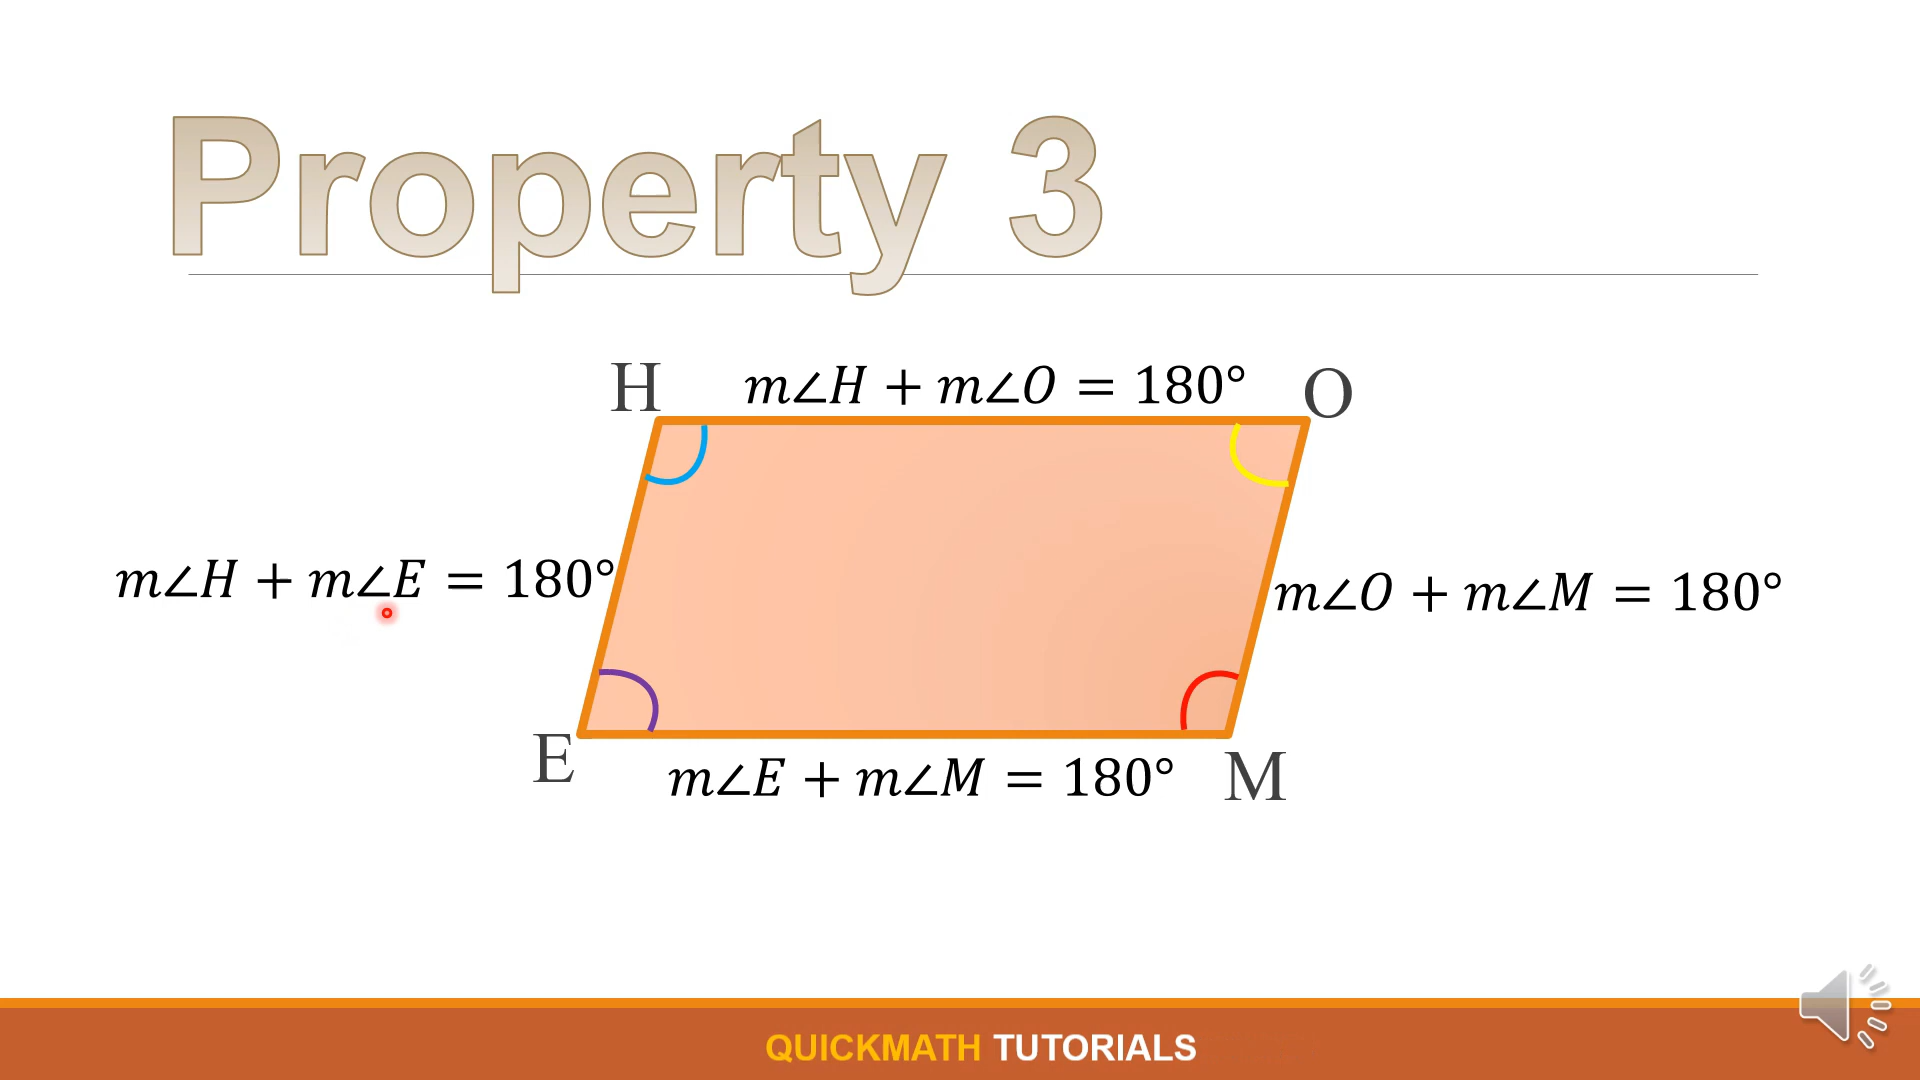 Property 3
H
m∠H + m∠O = 180°
O
m∠H + m∠E = 180°
m∠O + m∠M = 180°
E
m∠E + m∠M = 180°
M
QUICKMATH TUTORIALS